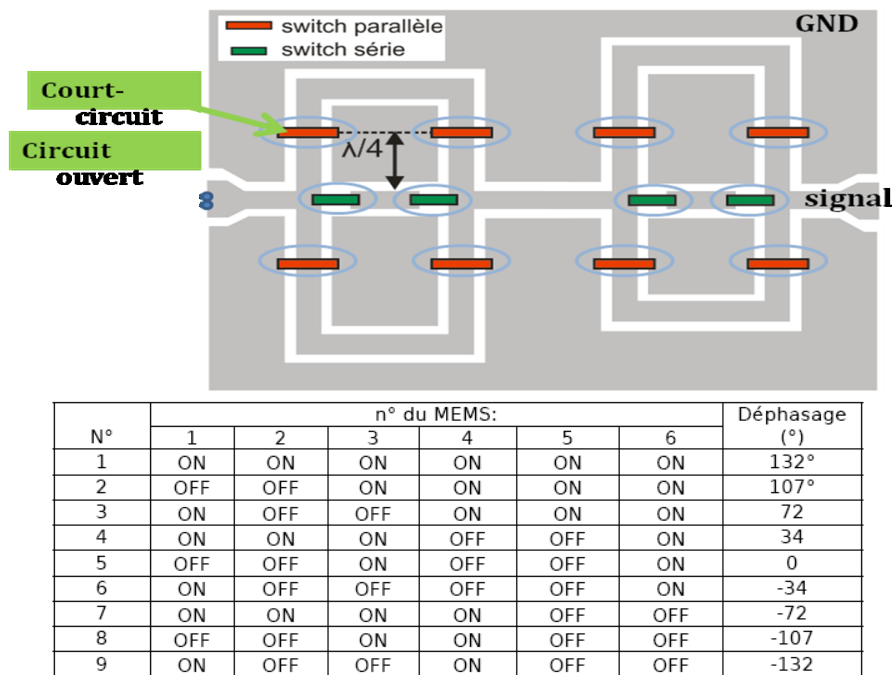 switch parallèle
GND
switch série
Court-
circuit
λ/4
Circuit
ouvert
signal
n° du MEMS: Déphasage
N° 1 2 3 4 5 6 (°)
1 ON ON ON ON ON ON 132°
2 OFF OFF ON ON ON ON 107°
3 ON OFF OFF ON ON ON 72
4 ON ON ON OFF OFF ON 34
5 OFF OFF ON OFF OFF ON 0
6 ON OFF OFF OFF OFF ON -34
7 ON ON ON ON OFF OFF -72
8 OFF OFF ON ON OFF OFF -107
9 ON OFF OFF ON OFF OFF -132